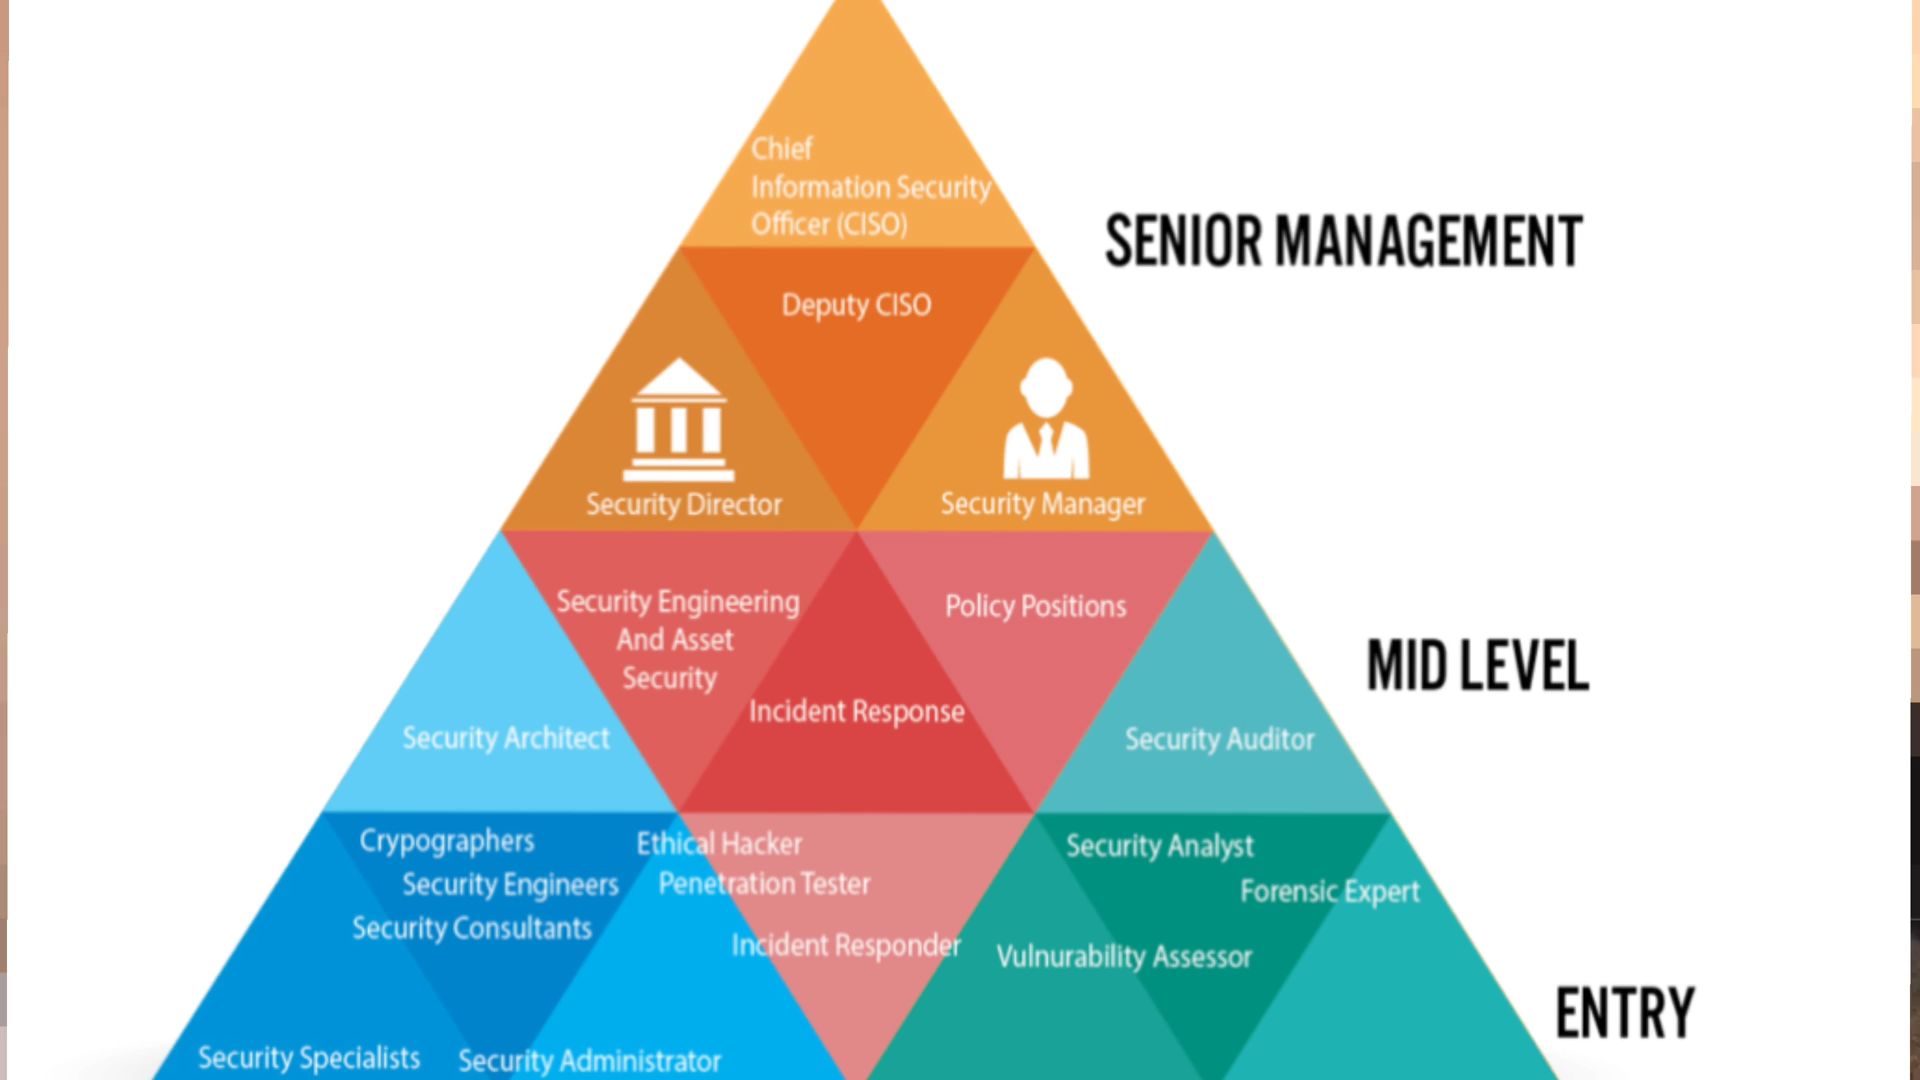 Chief
Information Security
Officer (CISO)
SENIOR MANAGEMENT
Deputy CISO
Security Director
Security Manager
Security Engineering
And Asset
Security
Policy Positions
MID LEVEL
Incident Response
Security Architect
Security Auditor
Crypographers
Ethical Hacker
Security Analyst
Security Engineers
Penetration Tester
Forensic Expert
Security Consultants
Incident Responder
Vulnurability Assessor
ENTRY
Security Specialists
Security Administrator